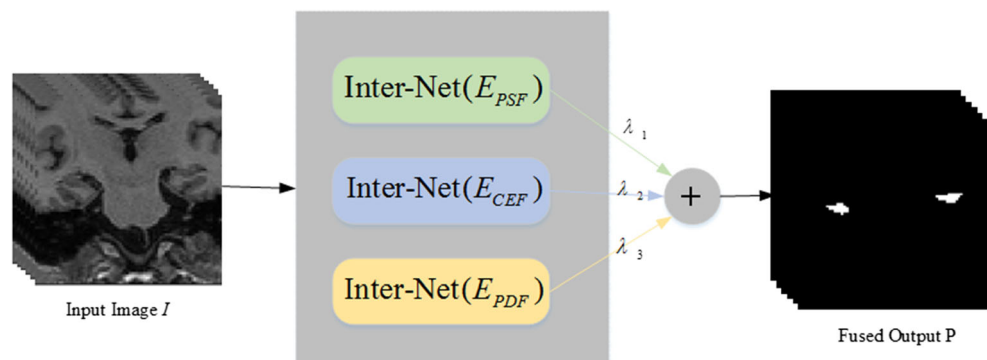 Inter-Net(E_PSF)
λ 1
Inter-Net(E_CEF)
λ 2
+
Inter-Net(E_PDF)
λ 3
Input Image I
Fused Output P